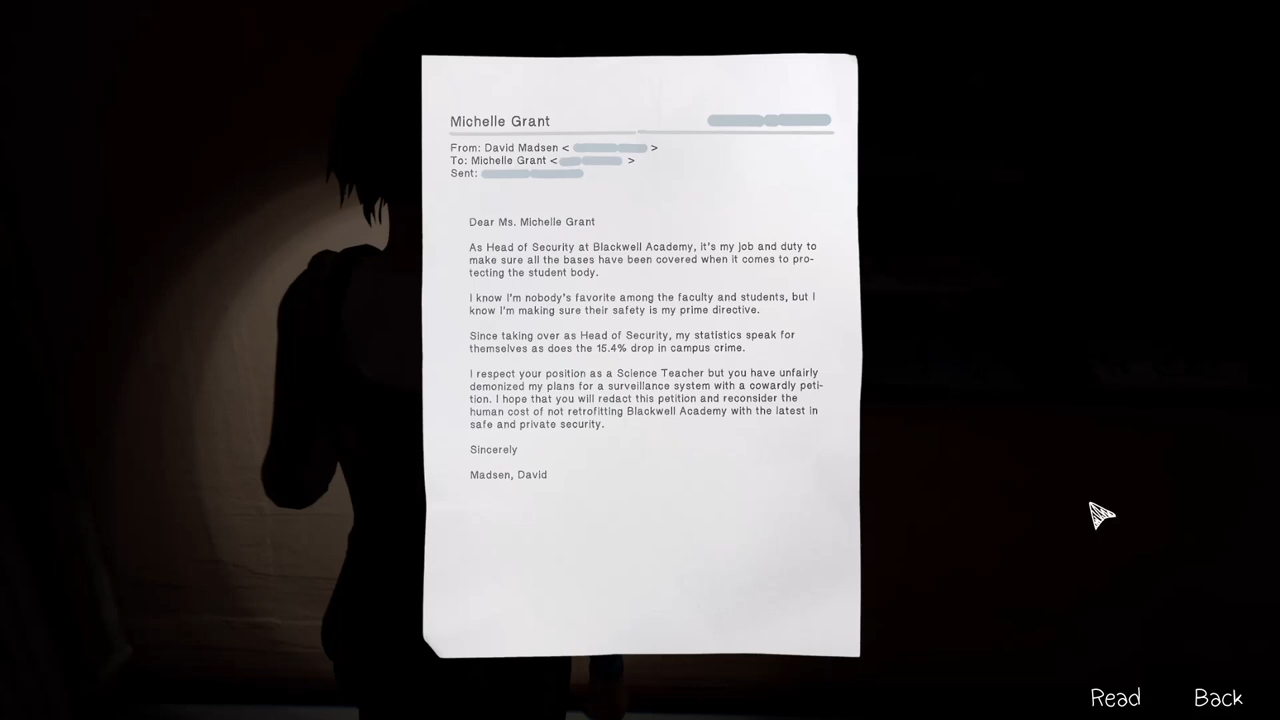 Michelle Grant
From: David Madsen < >
To: Michelle Grant < >
Sent:
Dear Ms. Michelle Grant
As Head of Security at Blackwell Academy, it's my job and duty to
make sure all the bases have been covered when it comes to pro-
tecting the student body.
I know I'm nobody's favorite among the faculty and students, but I
know I'm making sure their safety is my prime directive.
Since taking over as Head of Security, my statistics speak for
themselves as does the 15.4% drop in campus crime.
I respect your position as a Science Teacher but you have unfairly
demonized my plans for a surveillance system with a cowardly peti-
tion. I hope that you will redact this petition and reconsider the
human cost of not retrofitting Blackwell Academy with the latest in
safe and private security.
Sincerely
Madsen, David
Read Back